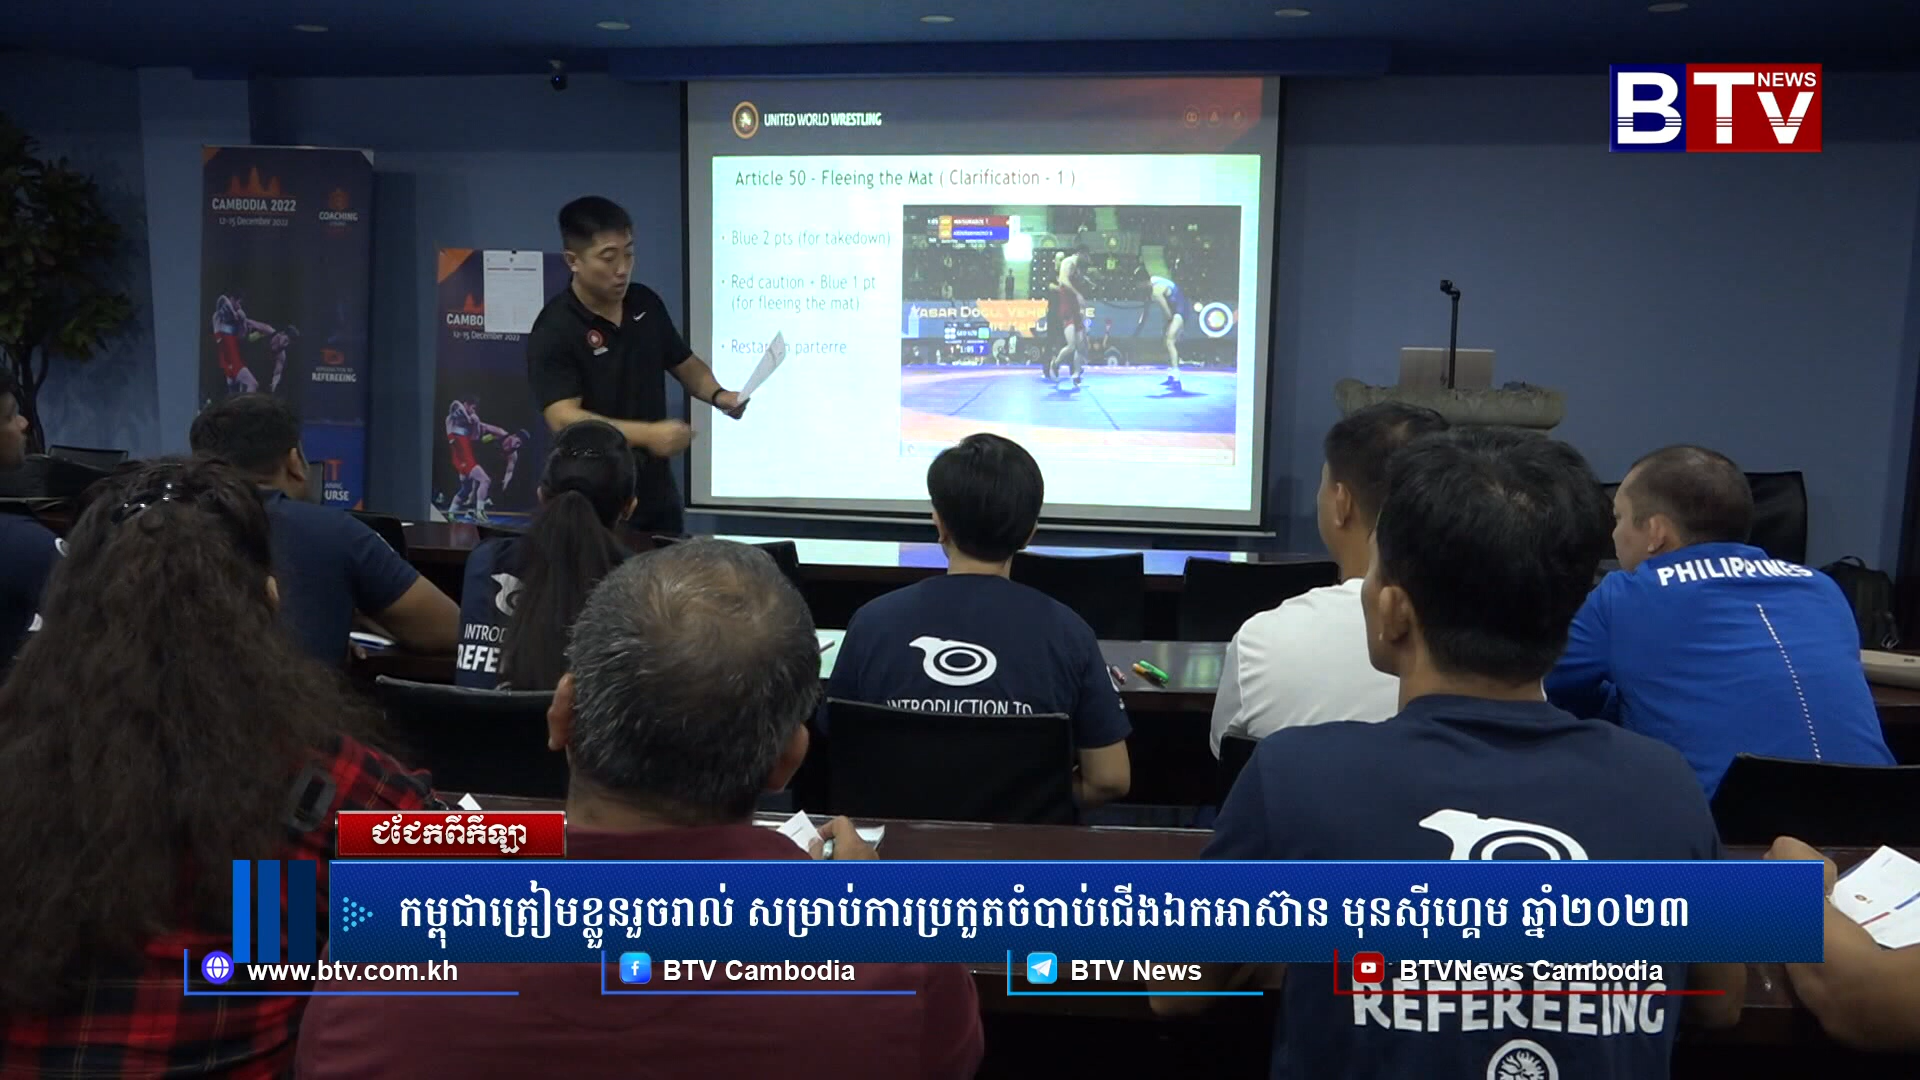 BTV NEWS
UNITED WORLD WRESTLING
Article 50 - Fleeing the Mat ( Clarification - 1 )
Blue 2 pts (for takedown)
Red caution + Blue 1 pt
(for fleeing the mat)
parterre
CAMBODIA 2022
12-15 December 2022
COACHING
REFEREEING
12-15 December 2022
PHILIPPINES
INTRODUCTION TO
ជជែកពីកីឡា
កម្ពុជាត្រៀមខ្លួនរួចរាល់ សម្រាប់ការប្រកួតចំបាប់ជើងឯកអាស៊ាន មុនស៊ីហ្គេម ឆ្នាំ២០២៣
www.btv.com.kh
BTV Cambodia
BTV News
BTVNews Cambodia
REFEREEING